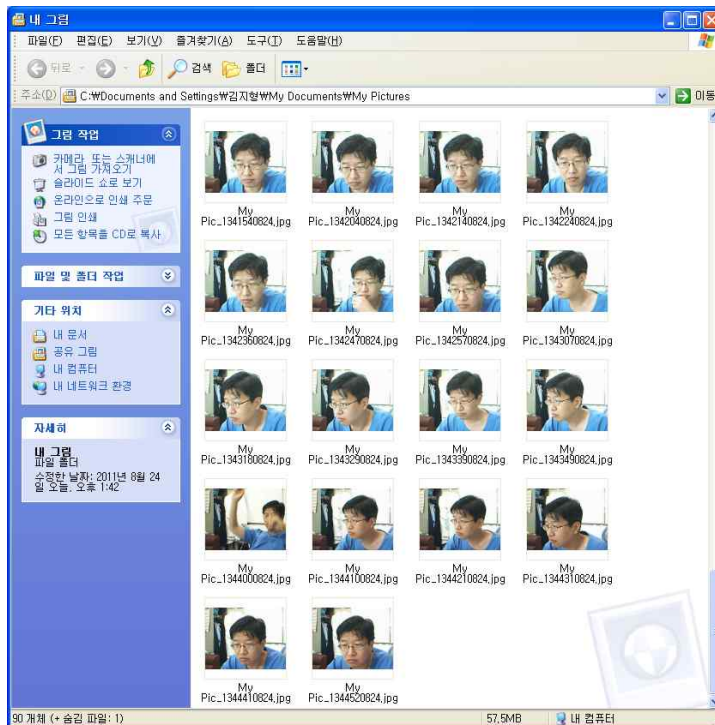 내 그림
파일(F) 편집(E) 보기(V) 즐겨찾기(A) 도구(T) 도움말(H)
뒤로 검색 폴더
주소(D) C:₩Documents and Settings₩김지형₩My Documents₩My Pictures 이동
그림 작업
카메라 또는 스캐너에
서 그림 가져오기
슬라이드 쇼로 보기
온라인으로 인쇄 주문
그림 인쇄
모든 항목을 CD로 복사
파일 및 폴더 작업
기타 위치
내 문서
공유 그림
내 컴퓨터
내 네트워크 환경
자세히
내 그림
파일 폴더
수정한 날짜: 2011년 8월 24
일 오늘, 오후 1:42
My My My My
Pic_1341540824.jpg Pic_1342040824.jpg Pic_1342140824.jpg Pic_1342240824.jpg
My My My My
Pic_1342360824.jpg Pic_1342470824.jpg Pic_1342570824.jpg Pic_1343070824.jpg
My My My My
Pic_1343180824.jpg Pic_1343290824.jpg Pic_1343390824.jpg Pic_1343490824.jpg
My My My My
Pic_1344000824.jpg Pic_1344100824.jpg Pic_1344210824.jpg Pic_1344310824.jpg
My My
Pic_1344410824.jpg Pic_1344520824.jpg
90 개체 (+ 숨김 파일: 1) 57,5MB 내 컴퓨터